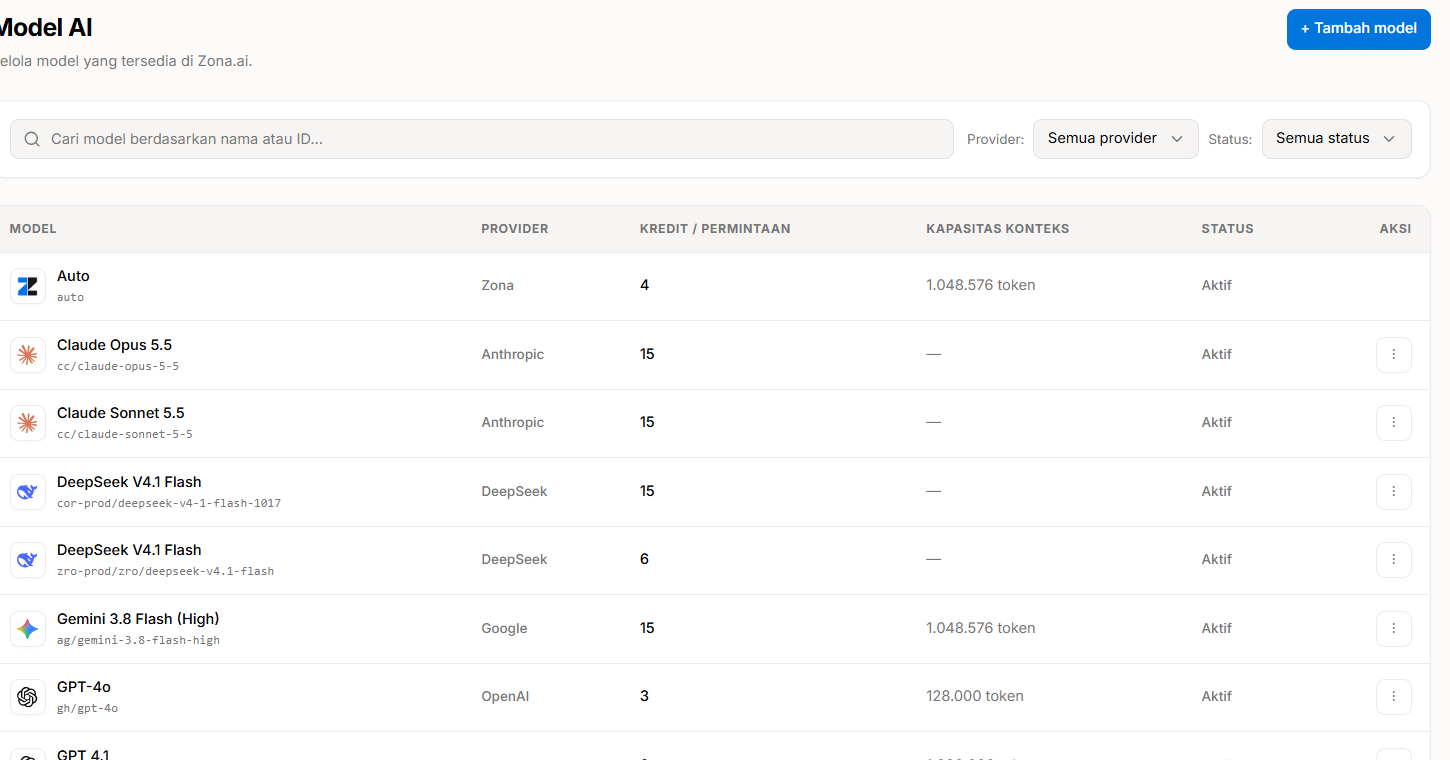 Model AI
+ Tambah model
elola model yang tersedia di Zona.ai.
Cari model berdasarkan nama atau ID...
Provider:
Semua provider
Status:
Semua status
MODEL PROVIDER KREDIT / PERMINTAAN KAPASITAS KONTEKS STATUS AKSI
Auto
auto
Zona 4 1.048.576 token Aktif
Claude Opus 5.5
cc/claude-opus-5-5
Anthropic 15 — Aktif
Claude Sonnet 5.5
cc/claude-sonnet-5-5
Anthropic 15 — Aktif
DeepSeek V4.1 Flash
cor-prod/deepseek-v4-1-flash-1017
DeepSeek 15 — Aktif
DeepSeek V4.1 Flash
zro-prod/zro/deepseek-v4.1-flash
DeepSeek 6 — Aktif
Gemini 3.8 Flash (High)
ag/gemini-3.8-flash-high
Google 15 1.048.576 token Aktif
GPT-4o
gh/gpt-4o
OpenAI 3 128.000 token Aktif
GPT 4.1